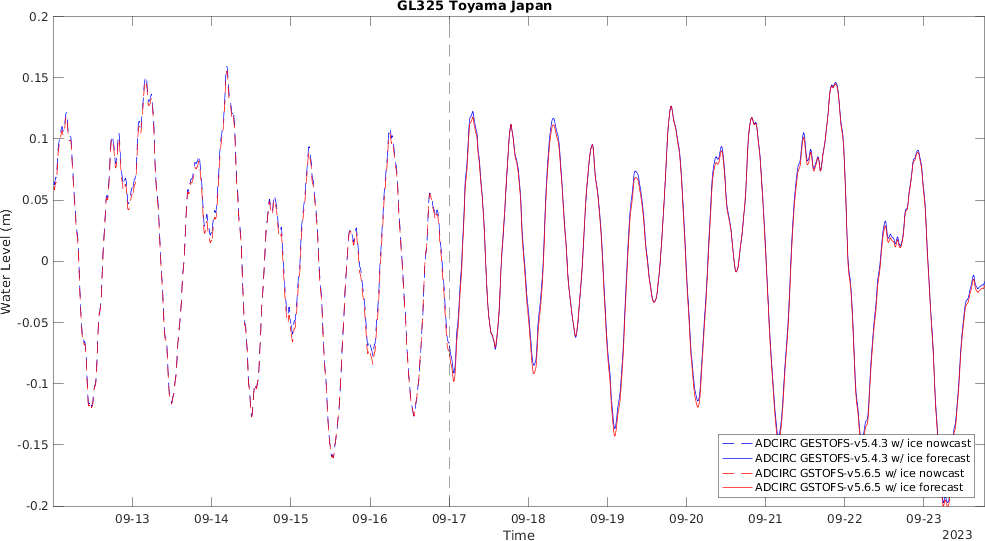 GL325 Toyama Japan
0.2
0.15
0.1
0.05
0
-0.05
-0.1
-0.15
-0.2
Water Level (m)
ADCIRC GESTOFS-v5.4.3 w/ ice nowcast
ADCIRC GESTOFS-v5.4.3 w/ ice forecast
ADCIRC GSTOFS-v5.6.5 w/ ice nowcast
ADCIRC GSTOFS-v5.6.5 w/ ice forecast
09-13 09-14 09-15 09-16 09-17 09-18 09-19 09-20 09-21 09-22 09-23
Time
2023